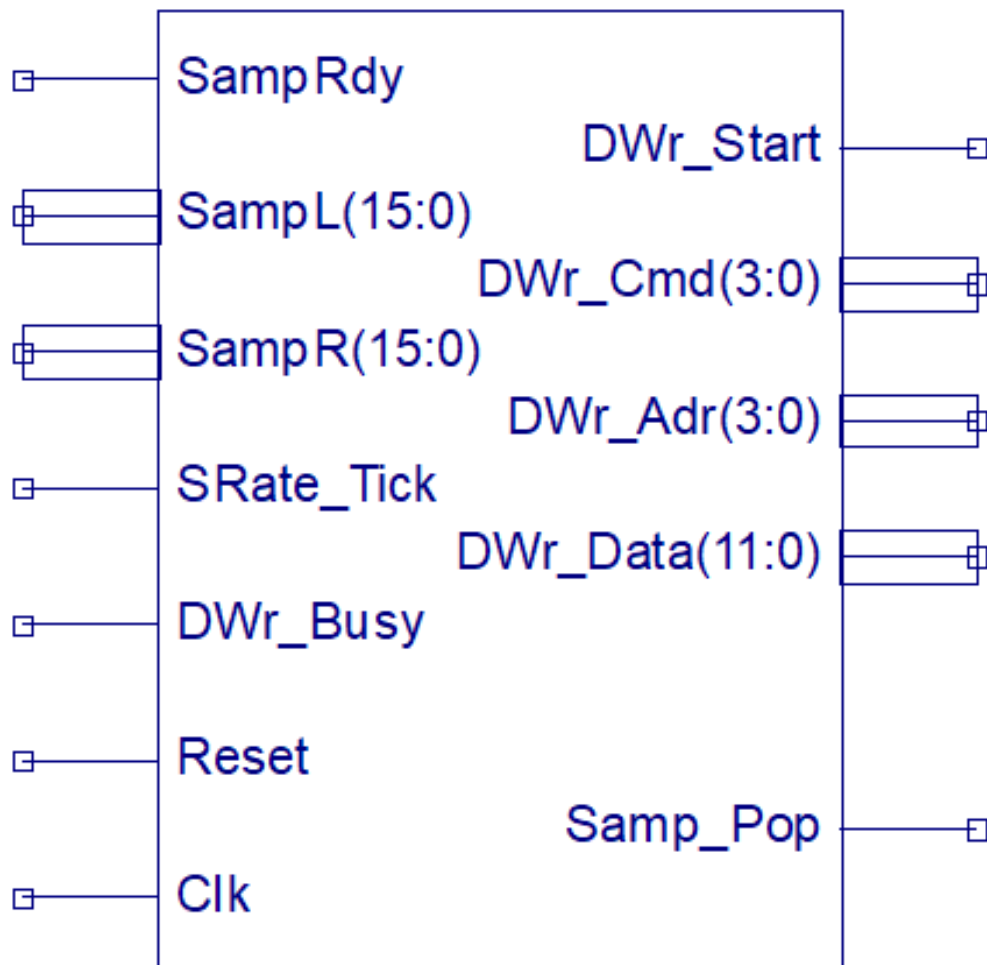 SampRdy
DWr_Start
SampL(15:0)
DWr_Cmd(3:0)
SampR(15:0)
DWr_Adr(3:0)
SRate_Tick
DWr_Data(11:0)
DWr_Busy
Reset
Samp_Pop
Clk